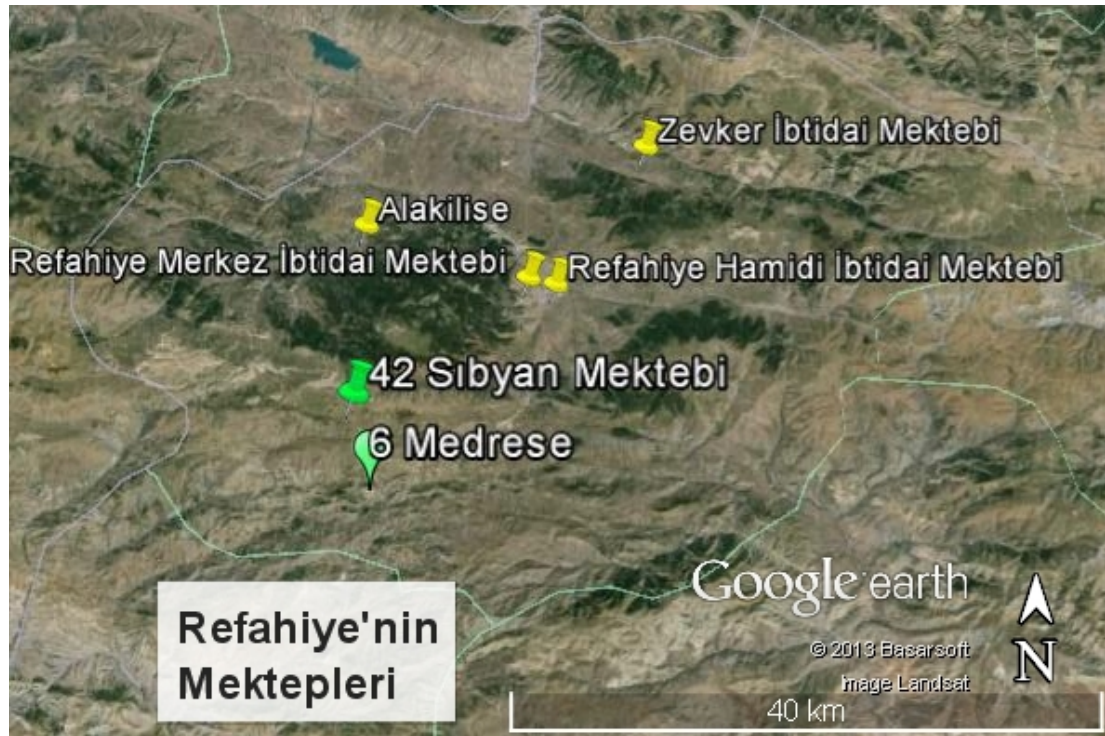 Zevker İbtidai Mektebi
Alakilise
Refahiye Merkez İbtidai Mektebi
Refahiye Hamidi İbtidai Mektebi
42 Sıbyan Mektebi
6 Medrese
Google earth
Refahiye'nin
Mektepleri
© 2013 Basarsoft
Image Landsat
N
40 km